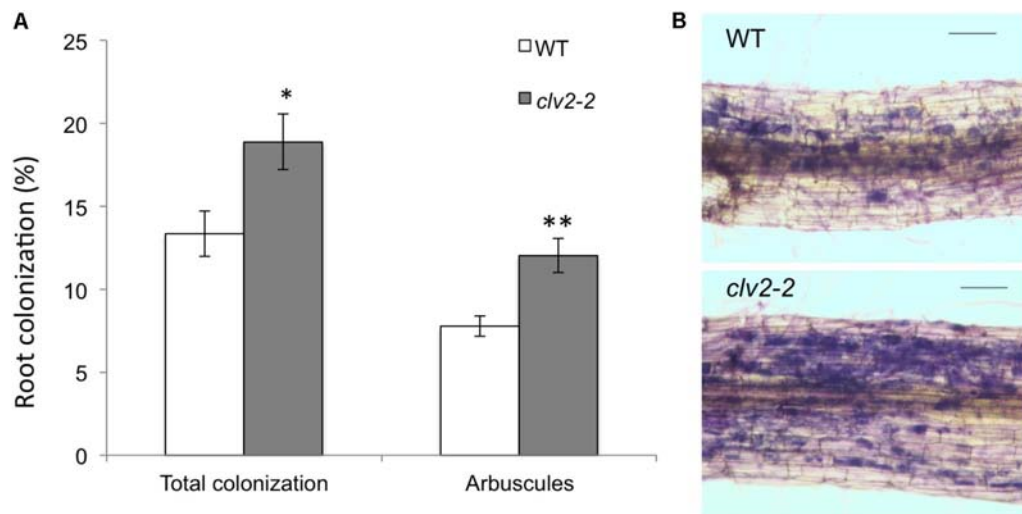 A
Root colonization (%)
25
20
15
10
5
0
WT
clv2-2
*
**
Total colonization
Arbuscules
B
WT
clv2-2